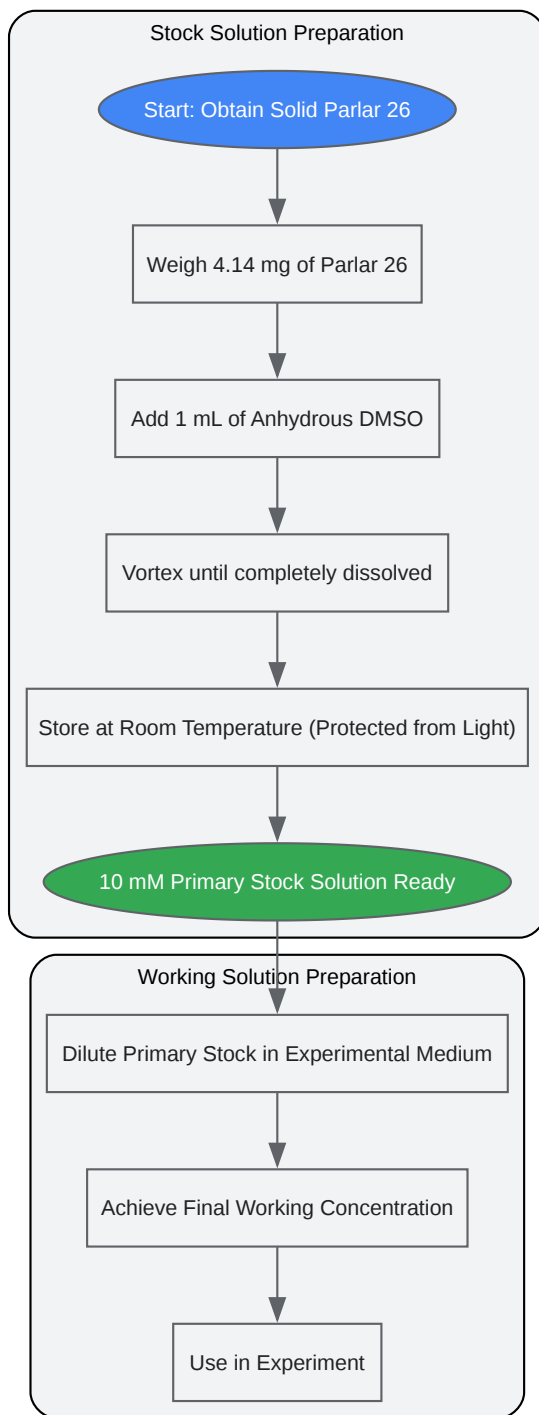 Stock Solution Preparation
Start: Obtain Solid Parlar 26
Weigh 4.14 mg of Parlar 26
Add 1 mL of Anhydrous DMSO
Vortex until completely dissolved
Store at Room Temperature (Protected from Light)
10 mM Primary Stock Solution Ready
Working Solution Preparation
Dilute Primary Stock in Experimental Medium
Achieve Final Working Concentration
Use in Experiment